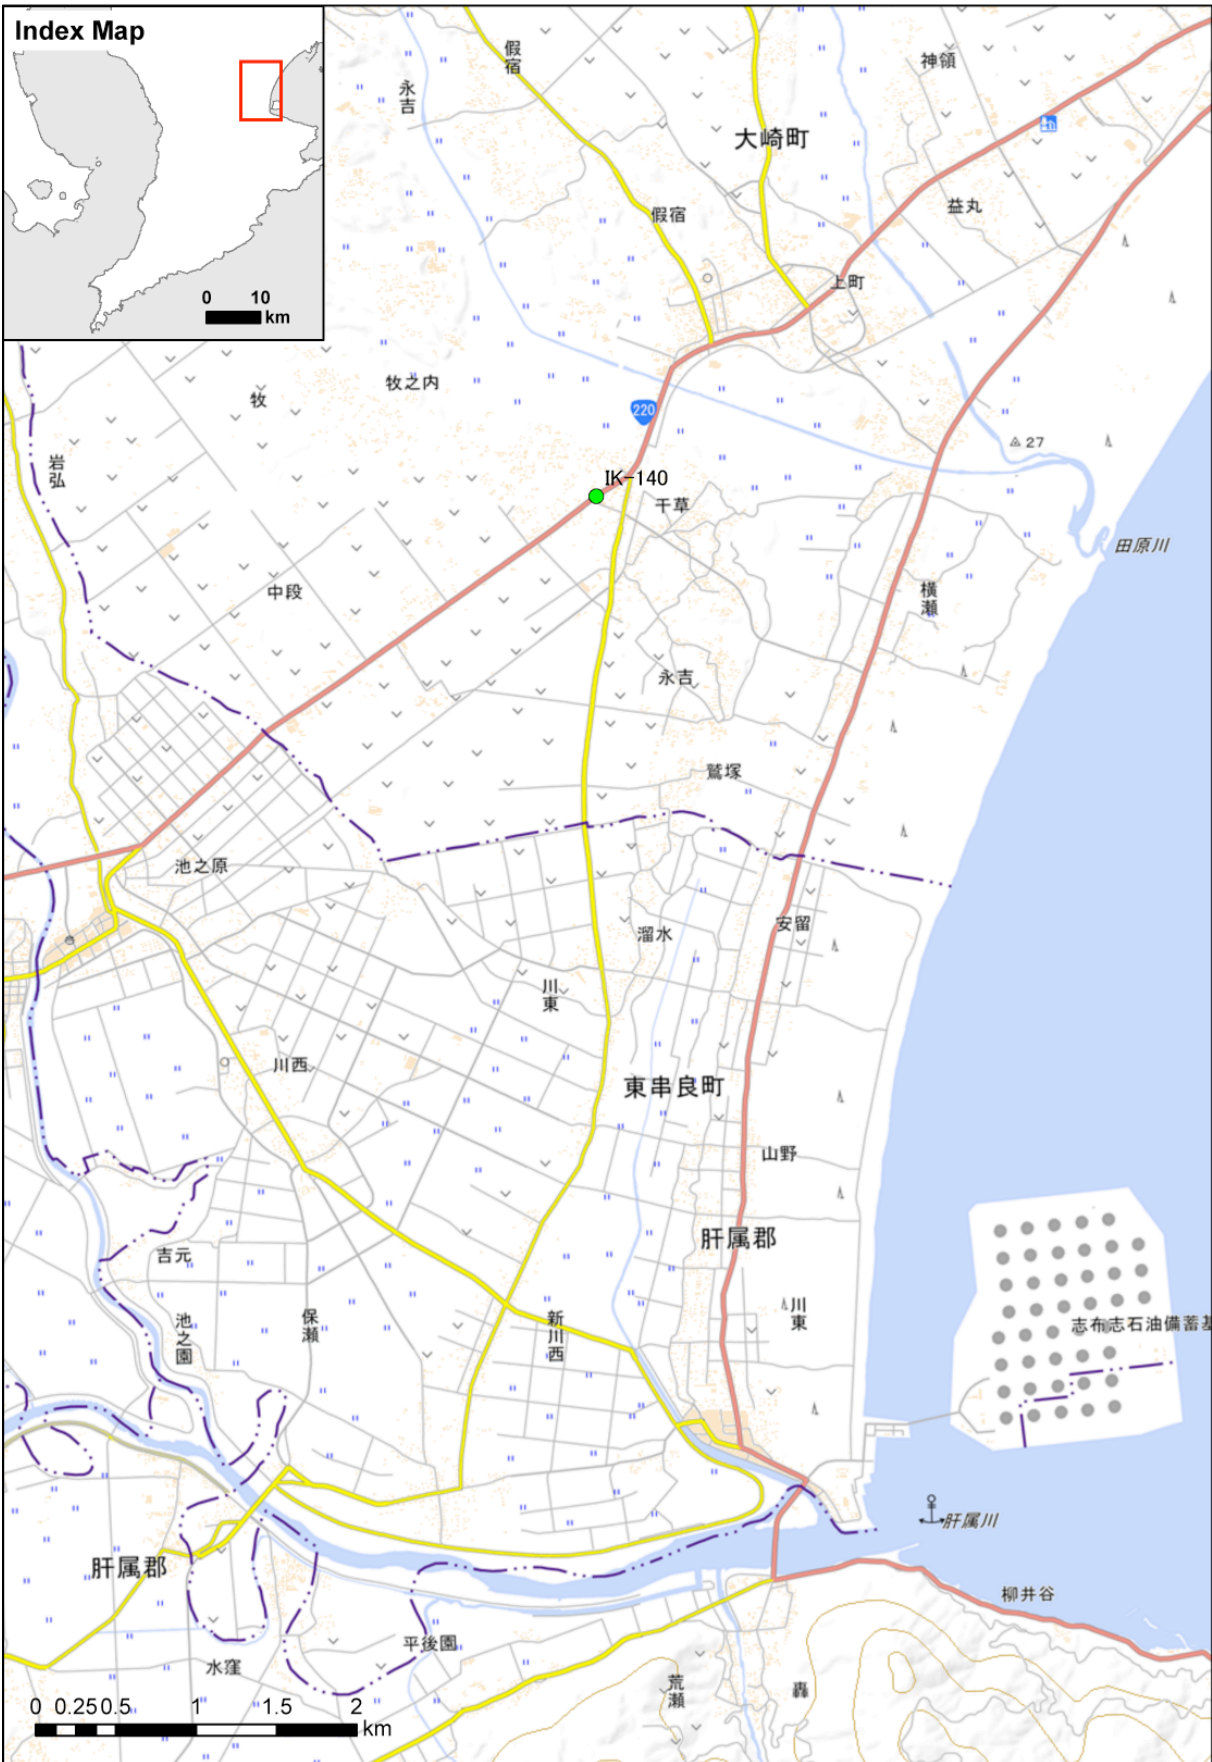 Index Map
0 10
km
假宿
永吉
神領
大崎町
益丸
假宿
上町
牧之内
牧
220
27
岩弘
IK-140
干草
田原川
中段
横瀬
永吉
鷲塚
池之原
安留
溜水
川東
川西
東串良町
山野
肝属郡
吉元
池之園
保瀬
新川西
川東
志布志石油備蓄基
肝属川
肝属郡
柳井谷
平後園
水窪
荒瀬
轟
0 0.25 0.5 1 1.5 2
km